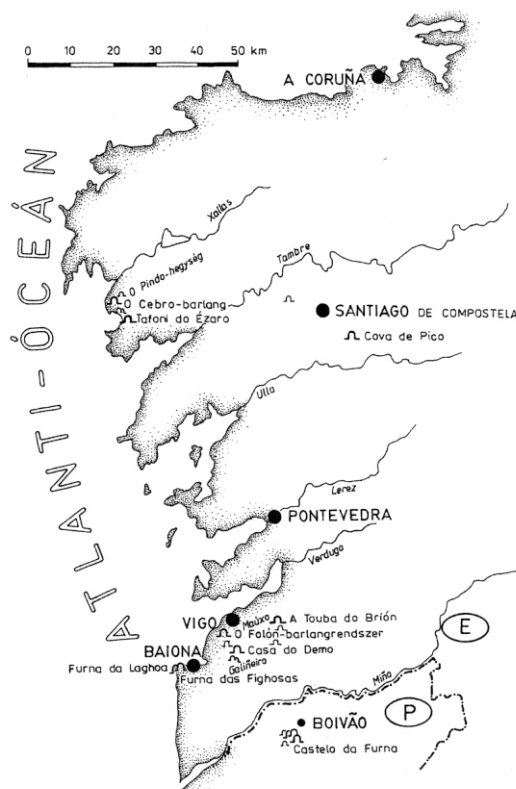 0 10 20 30 40 50 km
A CORUÑA
ATLANTI-ÓCEÁN
Xallas
O Pindo-hegység
Tambre
O Cebro-barlang
Tafoni do Ézaro
SANTIAGO DE COMPOSTELA
Cova de Pico
Ulla
Lerez
PONTEVEDRA
Verdugo
VIGO
Mauxo
A Touba do Brión
O Folón-barlangrendszer
E
BAIONA
Casa do Demo
Galiñeiro
Furna da Laghoa
Furna das Fighosas
Miño
P
BOIVÃO
Castelo da Furna